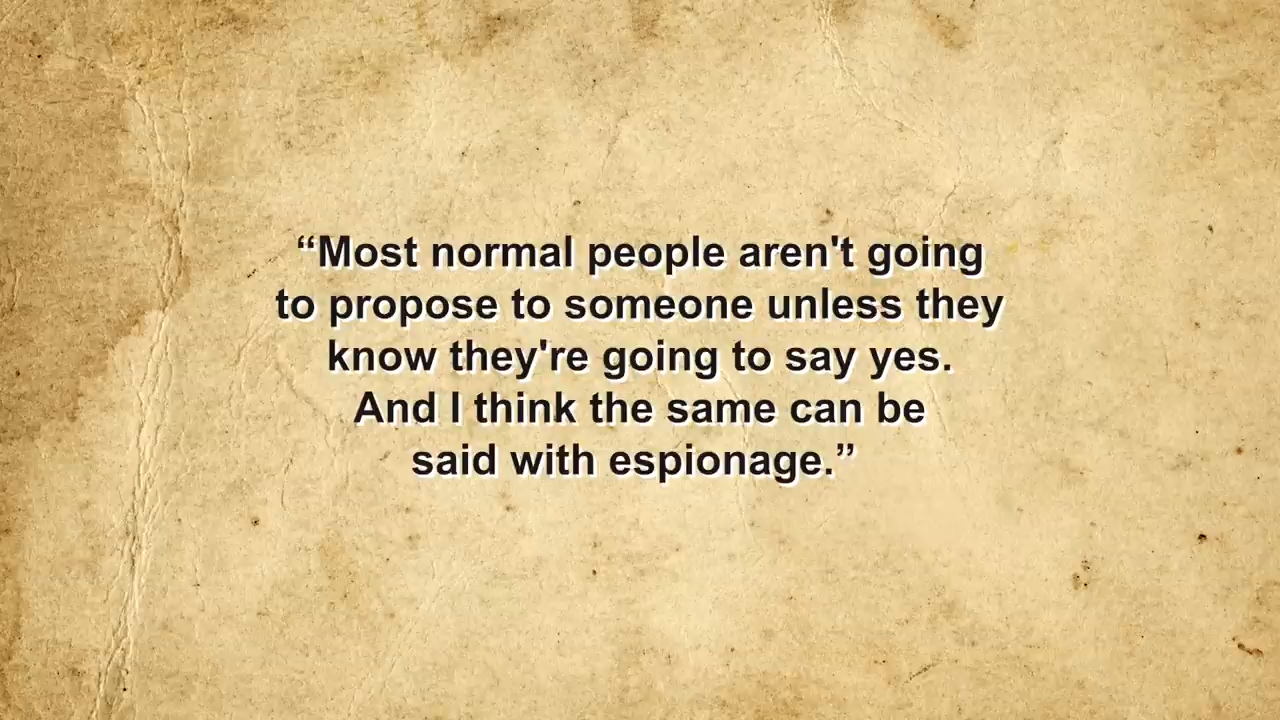 “Most normal people aren't going
to propose to someone unless they
know they're going to say yes.
And I think the same can be
said with espionage.”